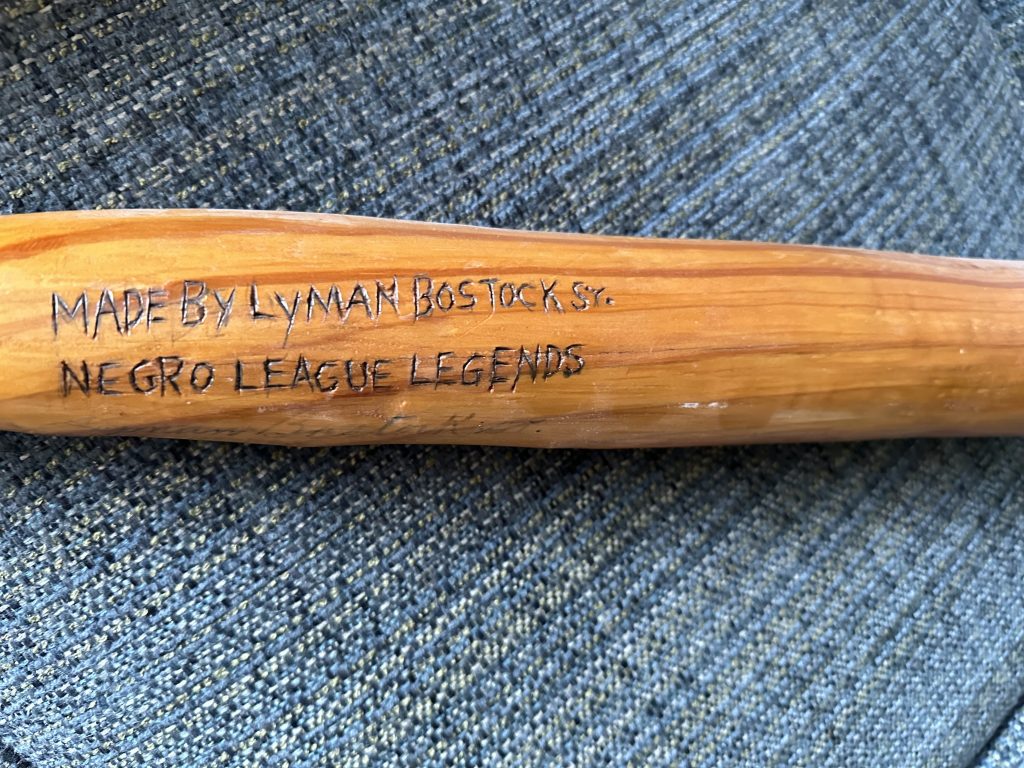 MADE BY LYMAN BOSTOCK Sr.
NEGRO LEAGUE LEGENDS